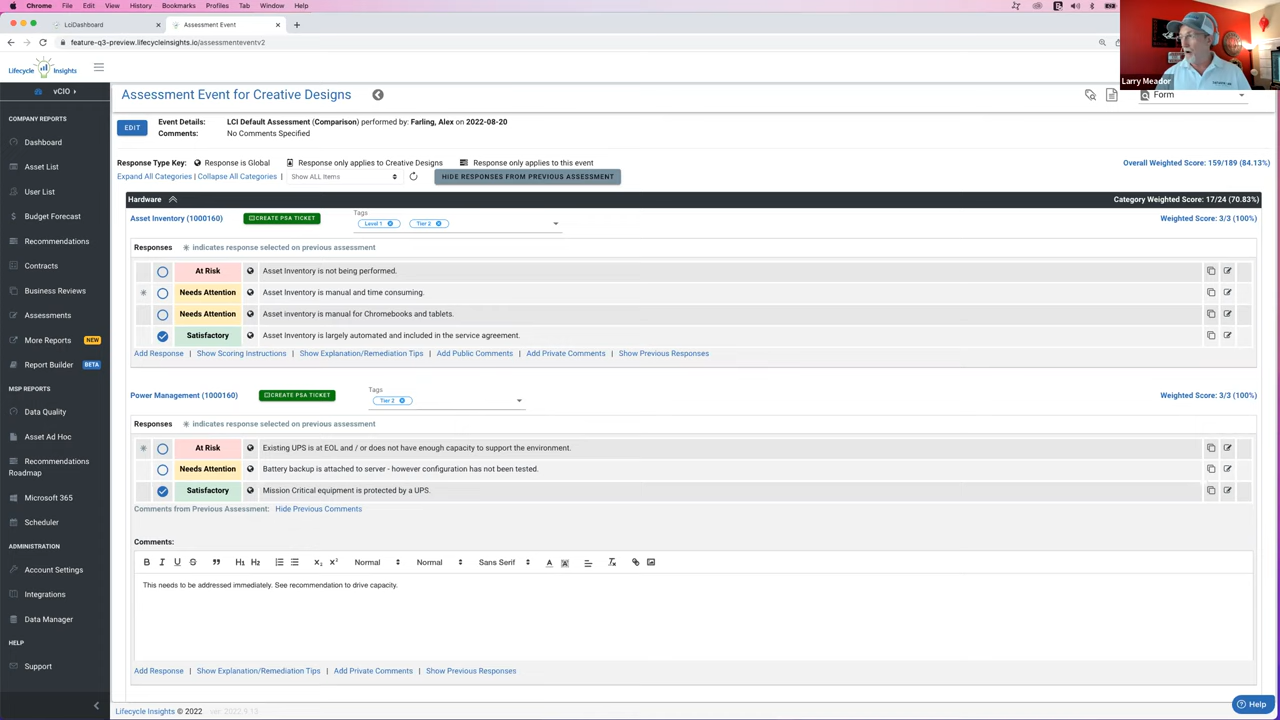 Chrome File Edit View History Bookmarks Profiles Tab Window Help
LciDashboard
Assessment Event
feature-q3-preview.lifecycleinsights.io/assessmenteventv2
Larry Meador
Lifecycle Insights
vCIO
COMPANY REPORTS
Dashboard
Asset List
User List
Budget Forecast
Recommendations
Contracts
Business Reviews
Assessments
More Reports NEW
Report Builder BETA
MSP REPORTS
Data Quality
Asset Ad Hoc
Recommendations
Roadmap
Microsoft 365
Scheduler
ADMINISTRATION
Account Settings
Integrations
Data Manager
HELP
Support
Assessment Event for Creative Designs
Form
EDIT
Event Details: LCI Default Assessment (Comparison) performed by: Farling, Alex on 2022-08-20
Comments: No Comments Specified
Response Type Key: Response is Global Response only applies to Creative Designs Response only applies to this event
Overall Weighted Score: 159/189 (84.13%)
Expand All Categories | Collapse All Categories | Show ALL Items HIDE RESPONSES FROM PREVIOUS ASSESSMENT
Hardware Category Weighted Score: 17/24 (70.83%)
Asset Inventory (1000160) CREATE PSA TICKET Tags Level 1 Tier 2 Weighted Score: 3/3 (100%)
Responses indicates response selected on previous assessment
At Risk Asset Inventory is not being performed.
Needs Attention Asset Inventory is manual and time consuming.
Needs Attention Asset inventory is manual for Chromebooks and tablets.
Satisfactory Asset Inventory is largely automated and included in the service agreement.
Add Response | Show Scoring Instructions | Show Explanation/Remediation Tips | Add Public Comments | Add Private Comments | Show Previous Responses
Power Management (1000160) CREATE PSA TICKET Tags Tier 2 Weighted Score: 3/3 (100%)
Responses indicates response selected on previous assessment
At Risk Existing UPS is at EOL and / or does not have enough capacity to support the environment.
Needs Attention Battery backup is attached to server - however configuration has not been tested.
Satisfactory Mission Critical equipment is protected by a UPS.
Comments from Previous Assessment: Hide Previous Comments
Comments:
B I U S H1 H2 X₂ X² Normal Normal Sans Serif A A
This needs to be addressed immediately. See recommendation to drive capacity.
Add Response | Show Explanation/Remediation Tips | Add Private Comments | Show Previous Responses
Lifecycle Insights © 2022 ver. 2022.9.13
Help